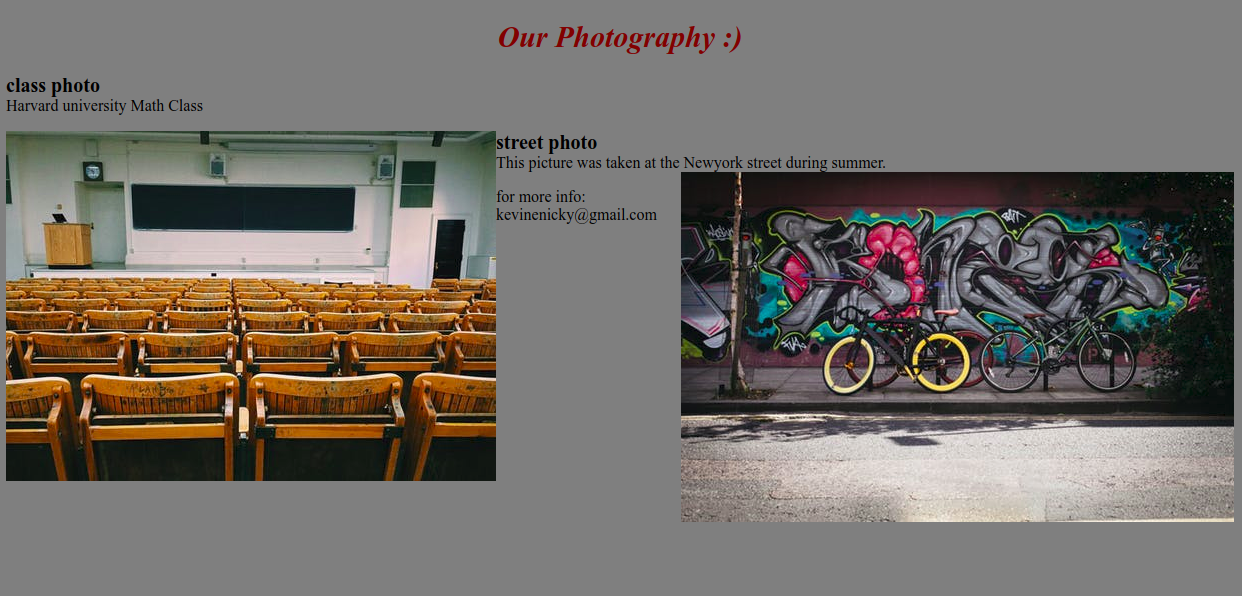 Our Photography :)
class photo
Harvard university Math Class
street photo
This picture was taken at the Newyork street during summer.
for more info:
kevinenicky@gmail.com